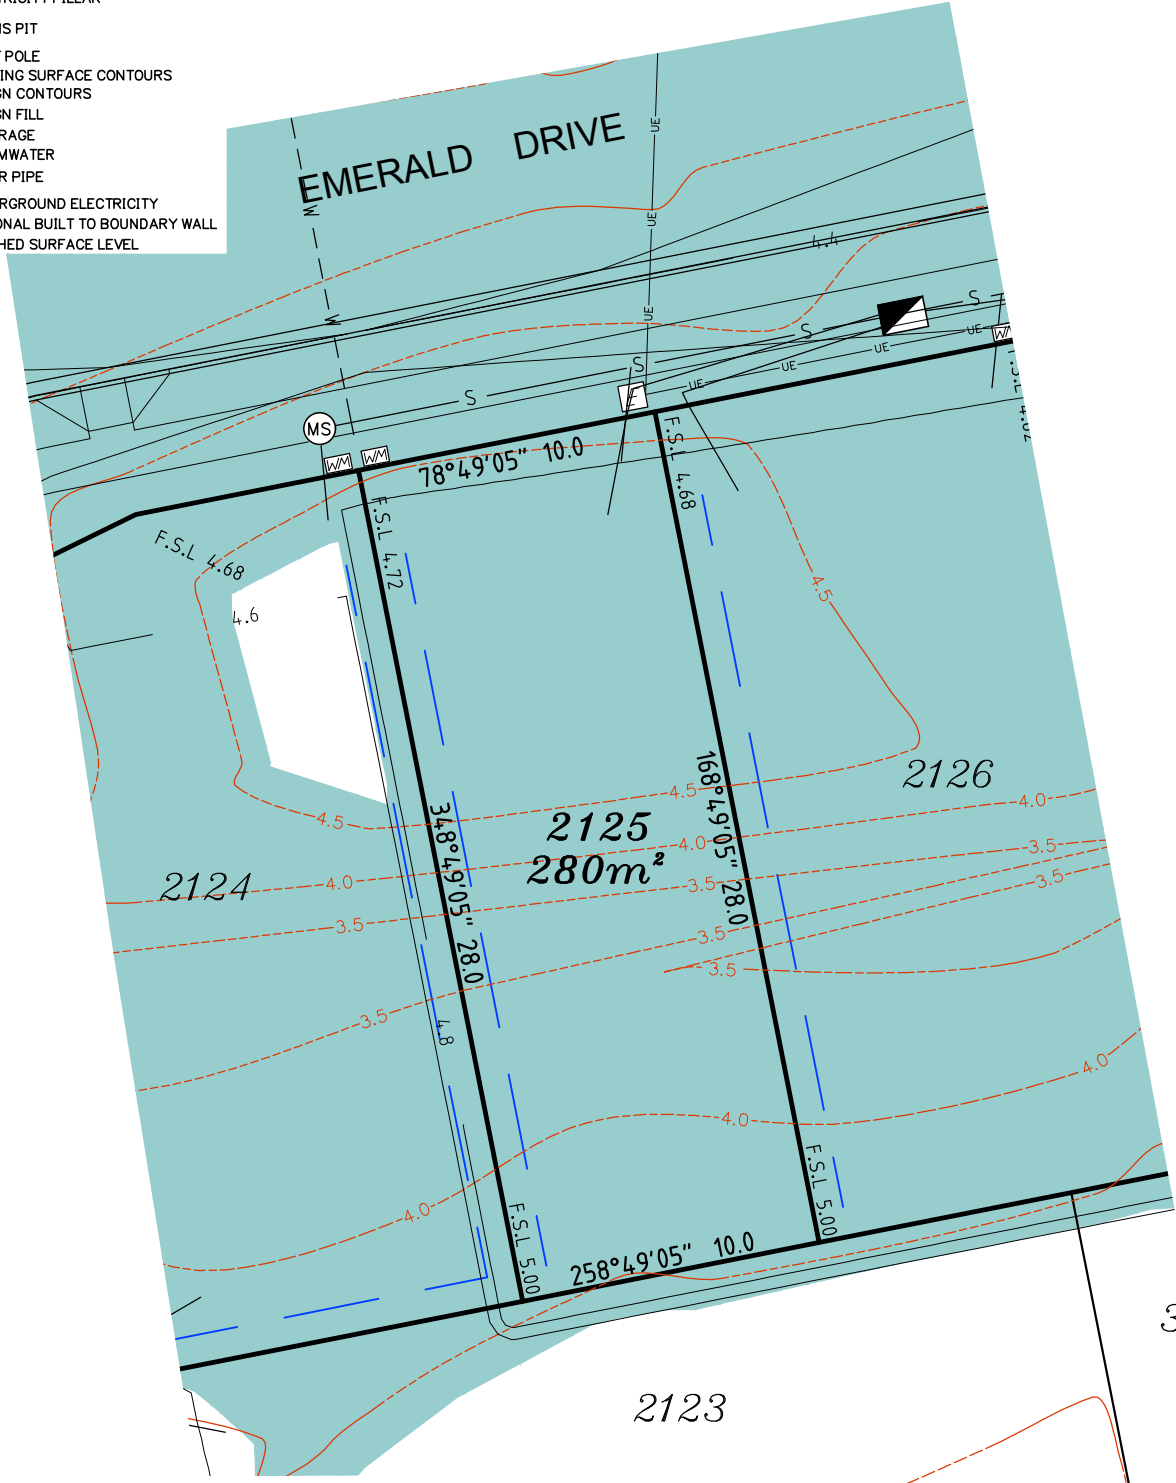 S PIT
POLE
ING SURFACE CONTOURS
GN CONTOURS
GN FILL
RAGE
MWATER
R PIPE
RGROUND ELECTRICITY
ONAL BUILT TO BOUNDARY WALL
HED SURFACE LEVEL
EMERALD DRIVE
UE
W
UE
4.4
UE
W
S
S
UE
W
UE
UE
S
UE
E
S
MS
WM
WM
78°49'05" 10.0
F.S.L 4.68
F.S.L 4.72
F.S.L 4.68
4.6
4.5
2126
168°49'05" 28.0
4.5
4.0
4.5
348°49'05" 28.0
2125
280m²
4.0
3.5
2124
4.0
3.5
3.5
3.5
3.5
3.5
3.5
4.8
4.0
4.0
4.0
F.S.L 5.00
F.S.L 5.00
258°49'05" 10.0
3
2123